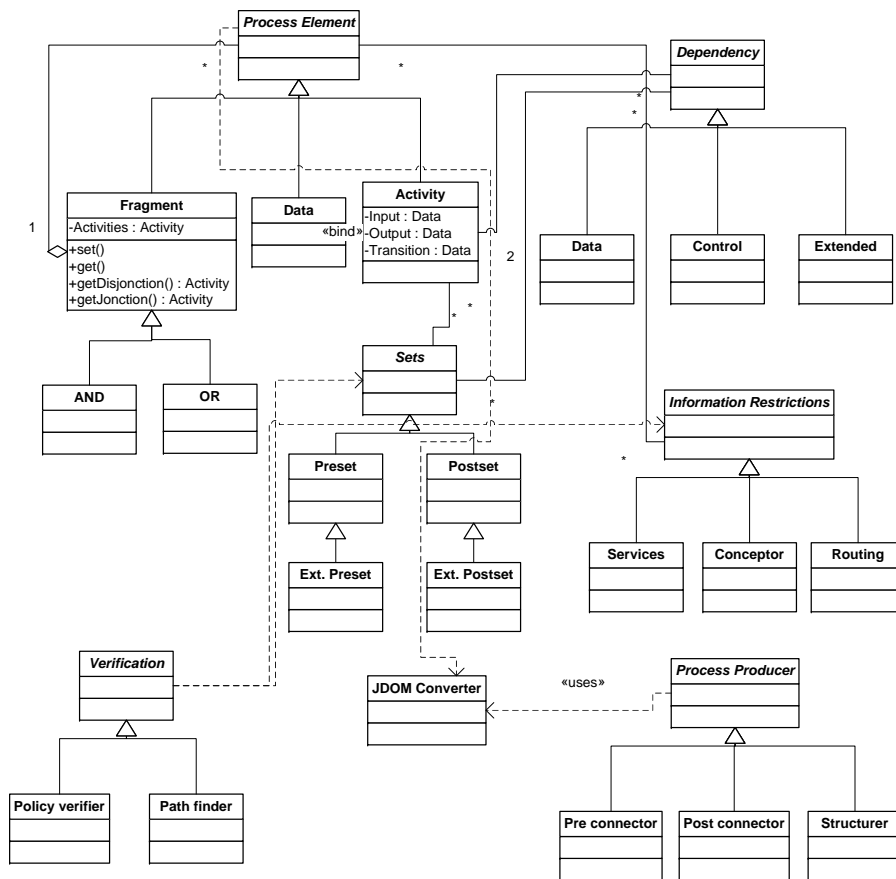 Process Element
Dependency
*
*
*
*
Fragment
-Activities : Activity
+set()
+get()
+getDisjonction() : Activity
+getJonction() : Activity
1
Data
Activity
-Input : Data
-Output : Data
-Transition : Data
«bind»
2
Data
Control
Extended
*
*
Sets
AND
OR
*
Information Restrictions
*
Preset
Postset
Ext. Preset
Ext. Postset
Services
Conceptor
Routing
Verification
JDOM Converter
«uses»
Process Producer
Policy verifier
Path finder
Pre connector
Post connector
Structurer